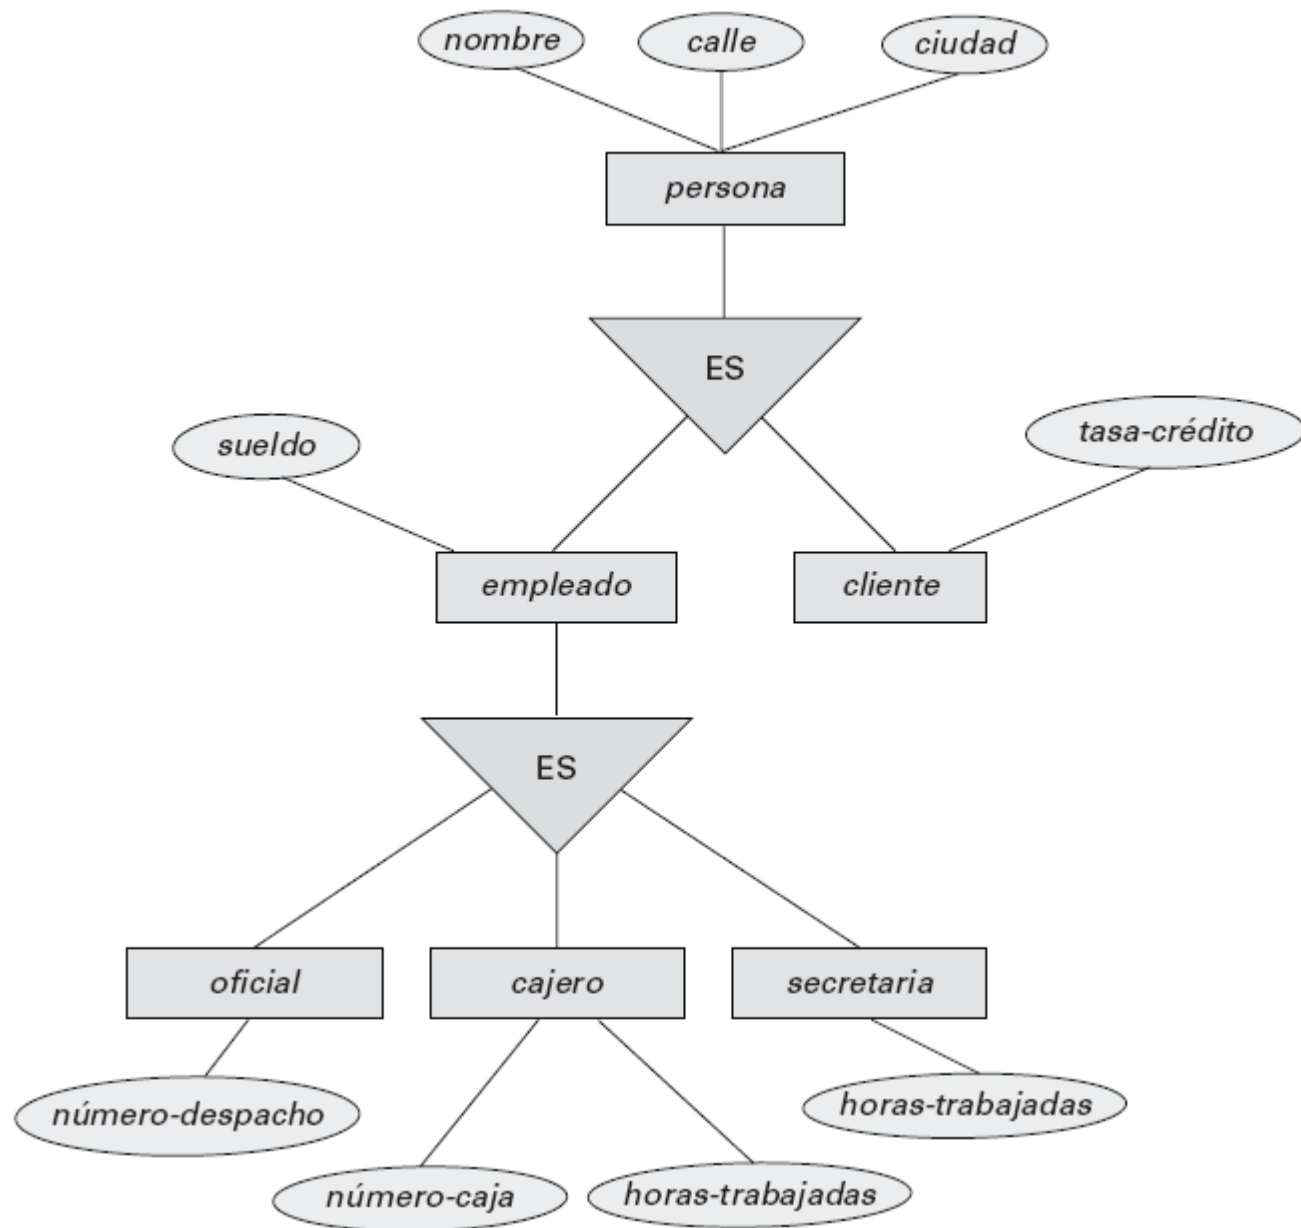 nombre
calle
ciudad
persona
ES
sueldo
tasa-crédito
empleado
cliente
ES
oficial
cajero
secretaria
número-despacho
horas-trabajadas
número-caja
horas-trabajadas